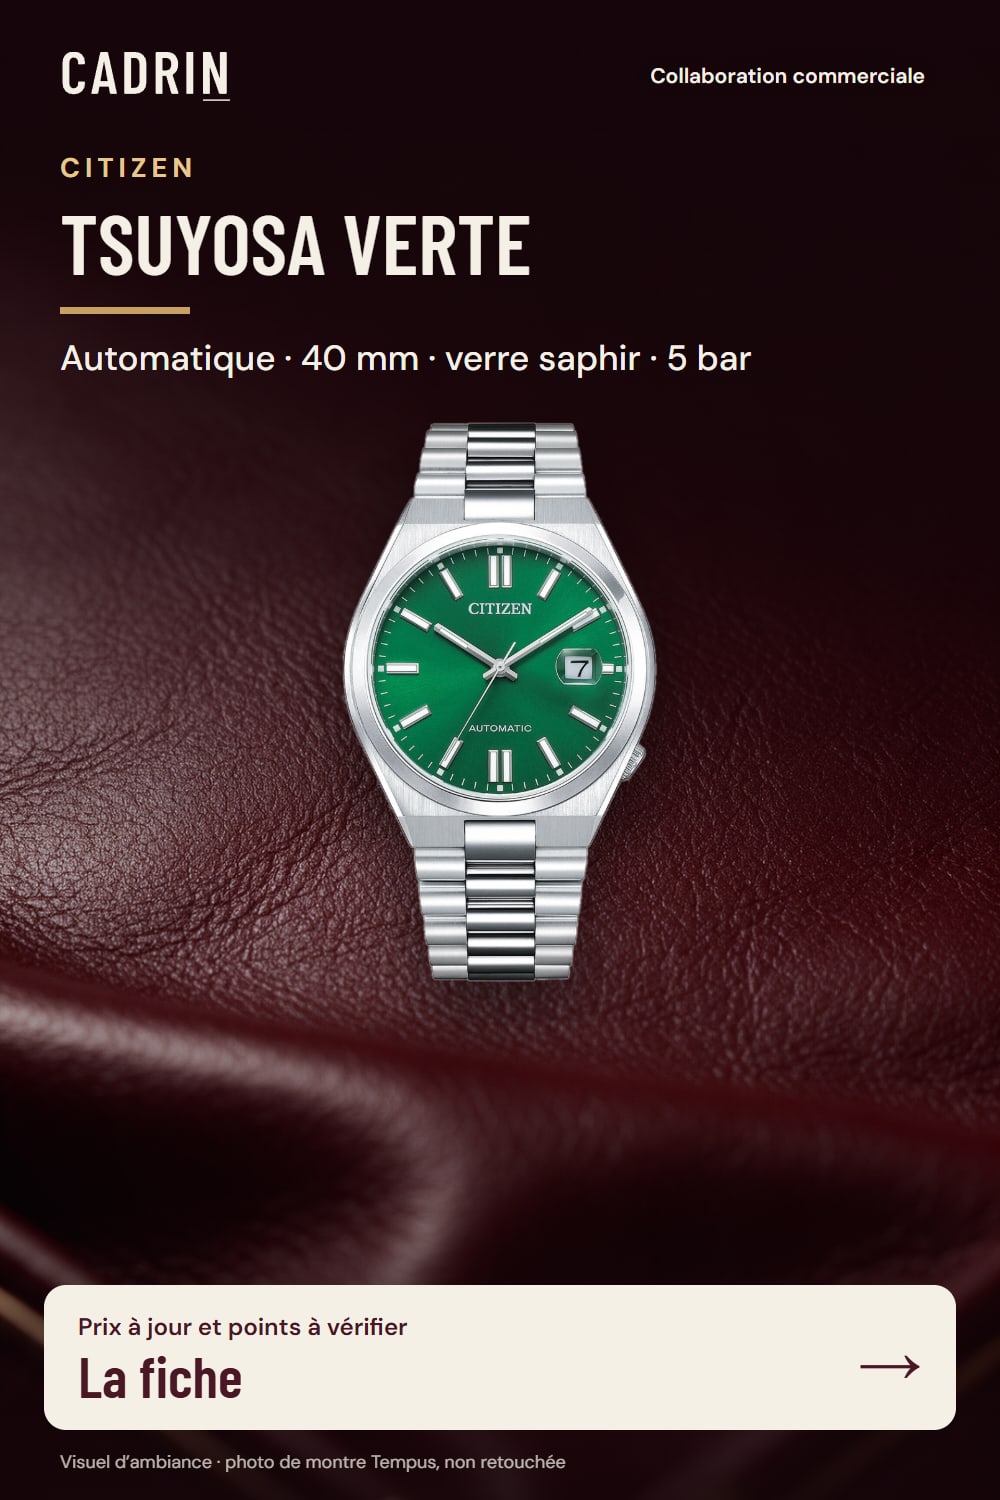 CADRIN
Collaboration commerciale
CITIZEN
TSUYOSA VERTE
Automatique · 40 mm · verre saphir · 5 bar
CITIZEN
7
AUTOMATIC
Prix à jour et points à vérifier
La fiche
→
Visuel d’ambiance · photo de montre Tempus, non retouchée